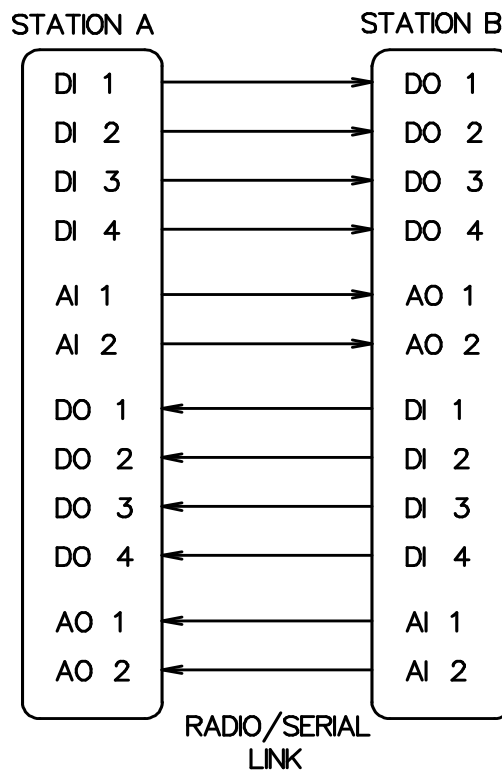 STATION A STATION B
DI 1 DO 1
DI 2 DO 2
DI 3 DO 3
DI 4 DO 4
AI 1 AO 1
AI 2 AO 2
DO 1 DI 1
DO 2 DI 2
DO 3 DI 3
DO 4 DI 4
AO 1 AI 1
AO 2 AI 2
RADIO/SERIAL
LINK